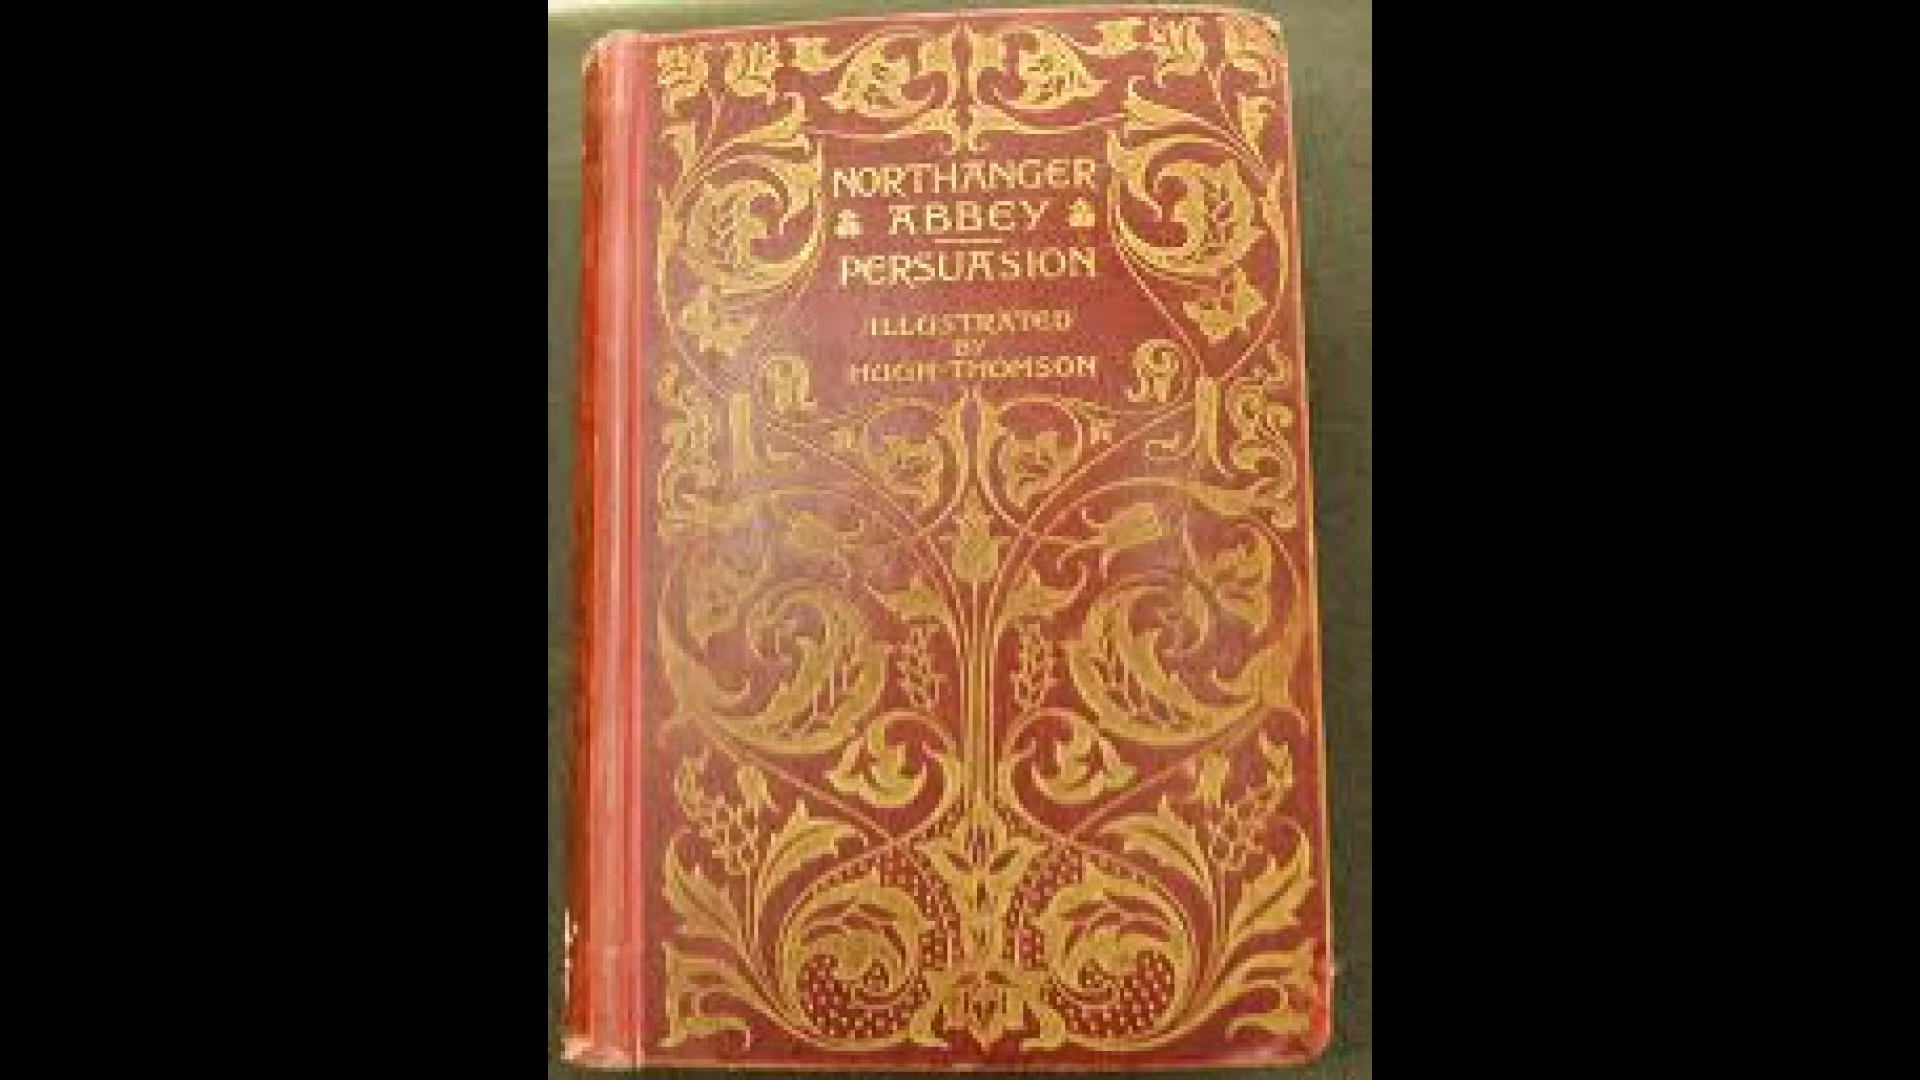 NORTHANGER
ABBEY
PERSUASION
ILLUSTRATED
BY
HUGH THOMSON